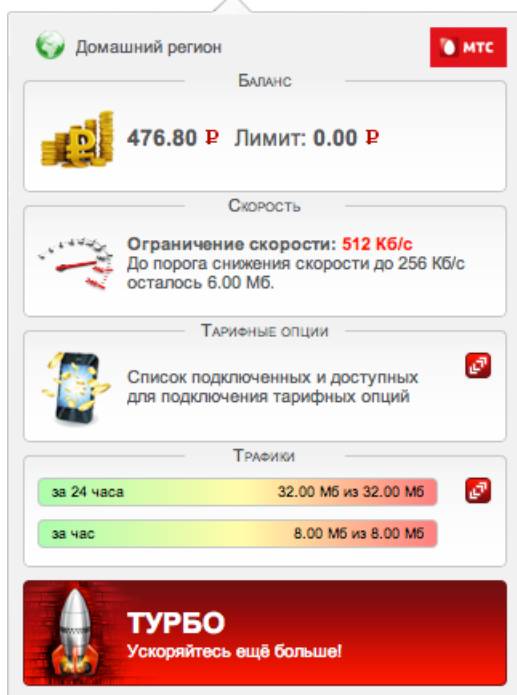 Домашний регион
МТС
Баланс
476.80 ₽ Лимит: 0.00 ₽
Скорость
Ограничение скорости: 512 Кб/с
До порога снижения скорости до 256 Кб/с
осталось 6.00 Мб.
Тарифные опции
Список подключенных и доступных
для подключения тарифных опций
Трафики
за 24 часа 32.00 Мб из 32.00 Мб
за час 8.00 Мб из 8.00 Мб
ТУРБО
Ускоряйтесь ещё больше!